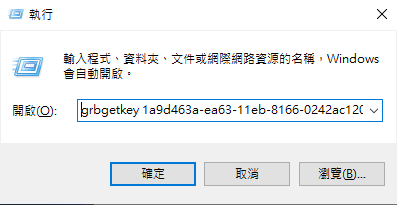 執行
輸入程式、資料夾、文件或網際網路資源的名稱，Windows
會自動開啟。
開啟(O):
grbgetkey 1a9d463a-ea63-11eb-8166-0242ac120
確定
取消
瀏覽(B)...